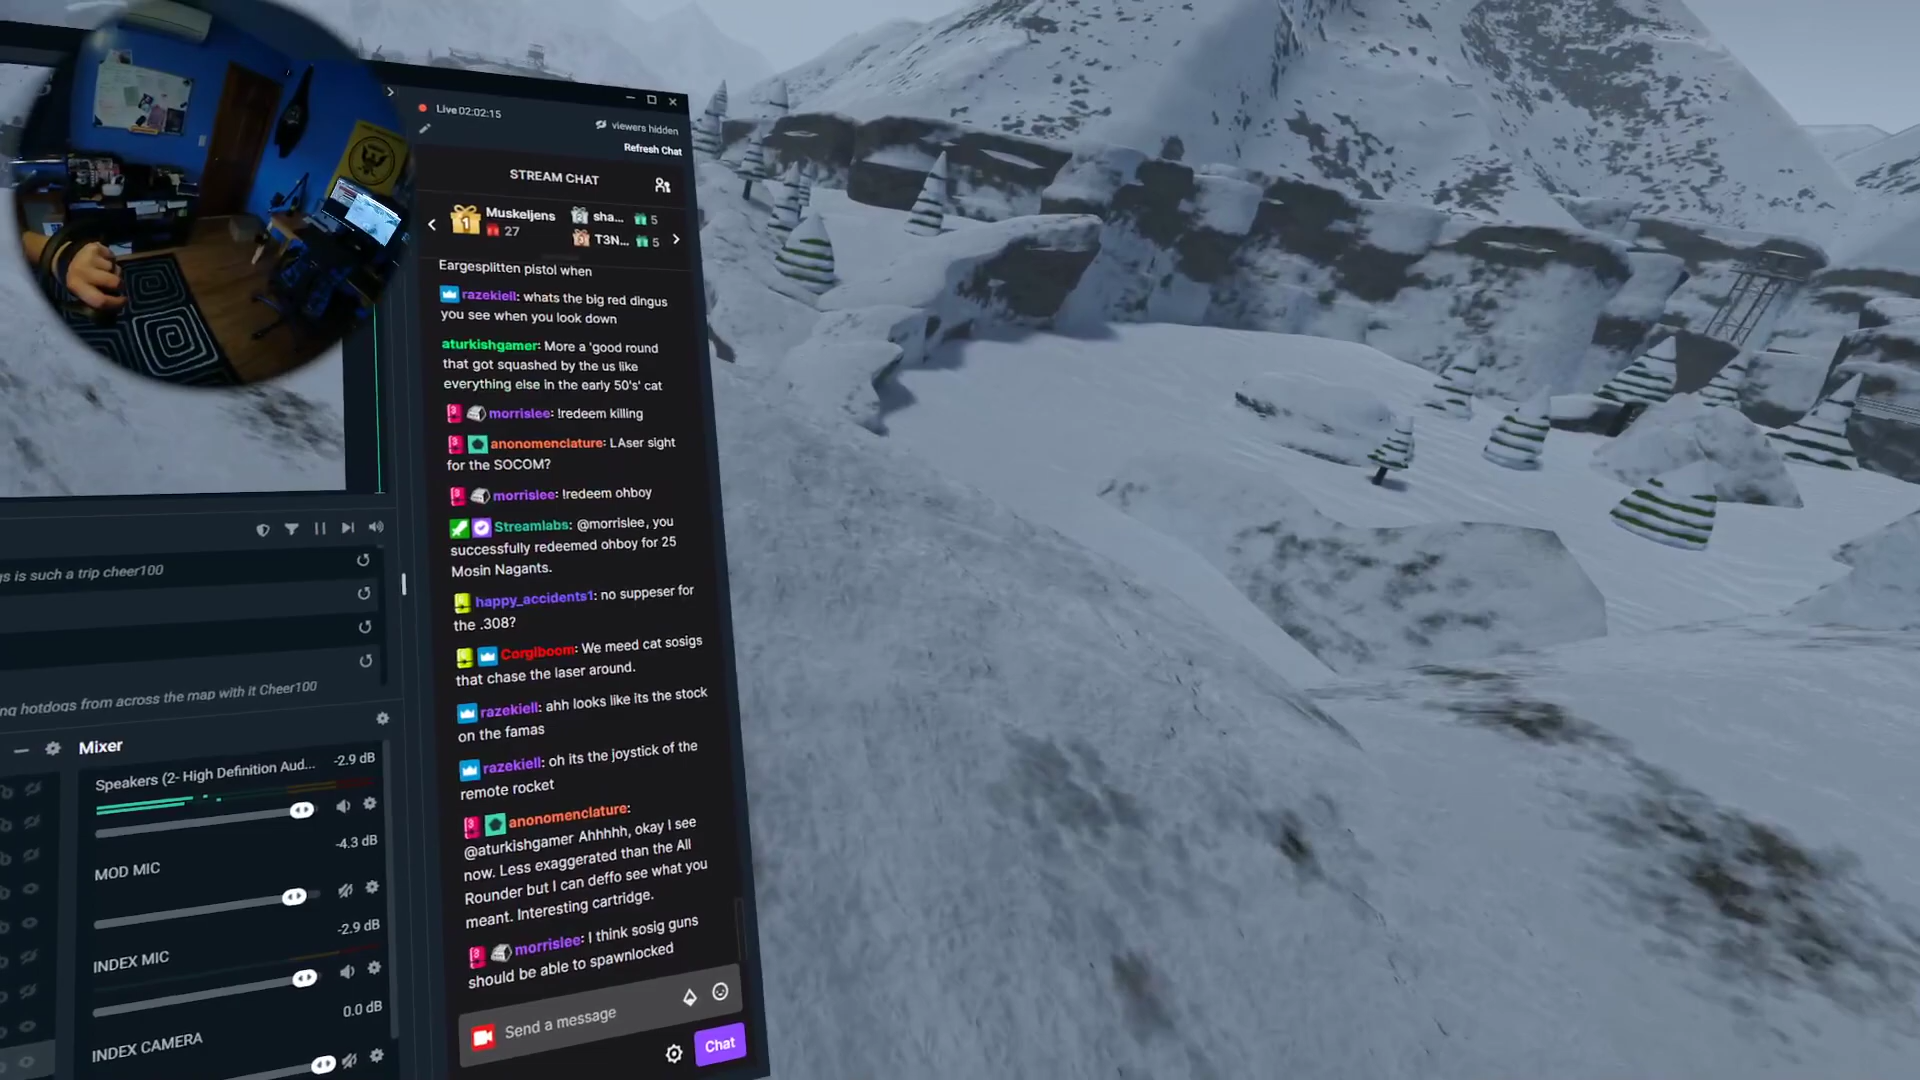 Live 02:02:15
viewers hidden
Refresh Chat
STREAM CHAT
1 Muskeljens
27
sha... 5
T3N... 5
Eargesplitten pistol when
razekiell: whats the big red dingus
you see when you look down
aturkishgamer: More a 'good round
that got squashed by the us like
everything else in the early 50's' cat
morrislee: !redeem killing
anonomenclature: LAser sight
for the SOCOM?
morrislee: !redeem ohboy
Streamlabs: @morrislee, you
successfully redeemed ohboy for 25
Mosin Nagants.
happy_accidents1: no suppeser for
the .308?
CorgIboom: We meed cat sosigs
that chase the laser around.
razekiell: ahh looks like its the stock
on the famas
razekiell: oh its the joystick of the
remote rocket
anonomenclature:
@aturkishgamer Ahhhhh, okay I see
now. Less exaggerated than the All
Rounder but I can deffo see what you
meant. Interesting cartridge.
morrislee: I think sosig guns
should be able to spawnlocked
Send a message
Chat
gs is such a trip cheer100
ng hotdogs from across the map with it Cheer100
Mixer
Speakers (2- High Definition Aud... -2.9 dB
-4.3 dB
MOD MIC
-2.9 dB
INDEX MIC
0.0 dB
INDEX CAMERA